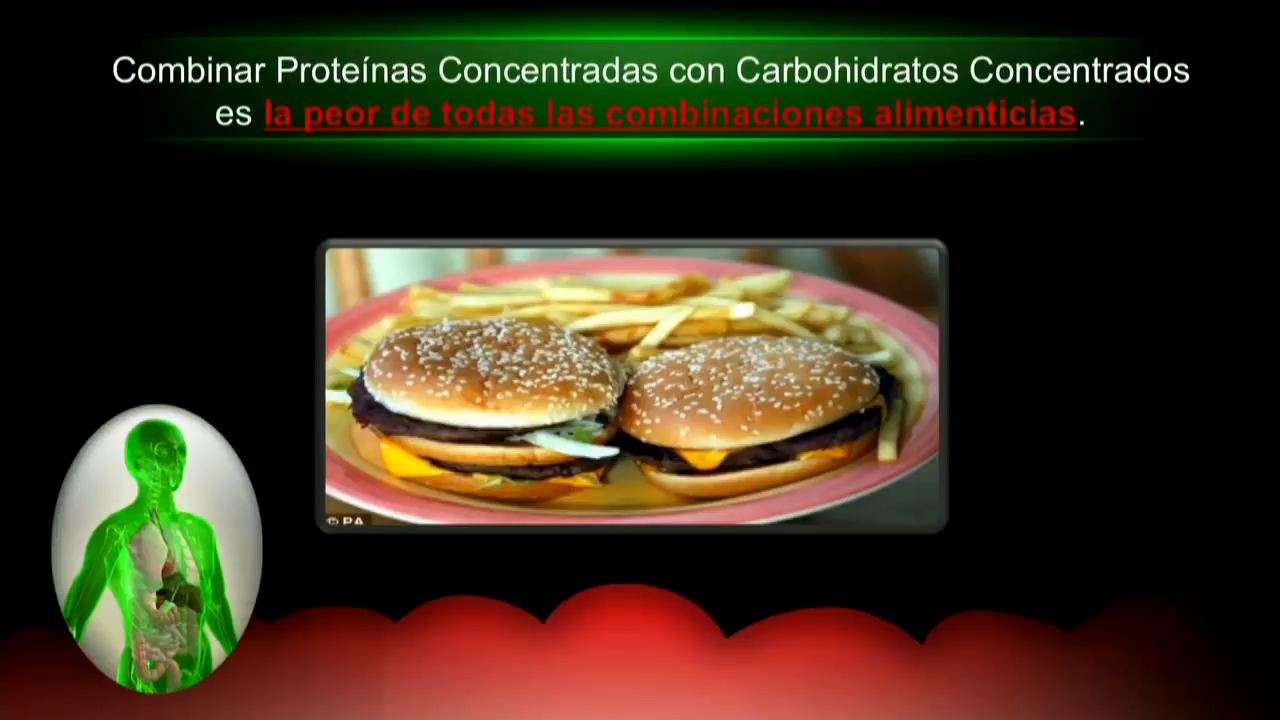 Combinar Proteínas Concentradas con Carbohidratos Concentrados
es la peor de todas las combinaciones alimenticias.
© PA